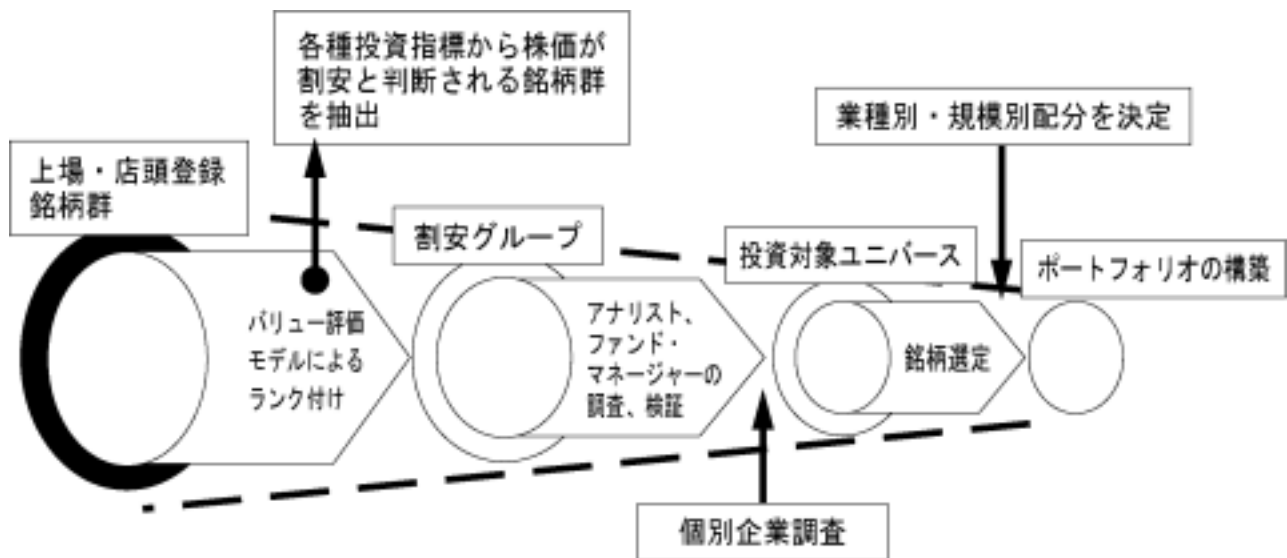 各種投資指標から株価が
割安と判断される銘柄群
を抽出
業種別・規模別配分を決定
上場・店頭登録
銘柄群
割安グループ
投資対象ユニバース
ポートフォリオの構築
バリュー評価
モデルによる
ランク付け
アナリスト、
ファンド・
マネージャーの
調査、検証
銘柄選定
個別企業調査